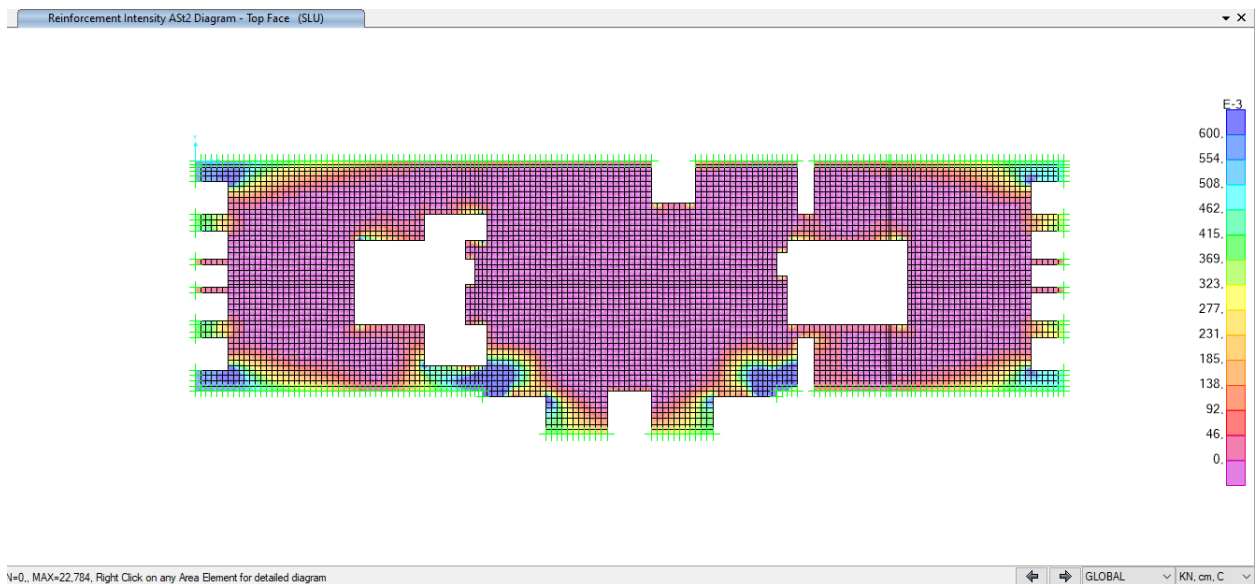 Reinforcement Intensity ASt2 Diagram - Top Face (SLU)
E-3
600,
554,
508,
462,
415,
369,
323,
277,
231,
185,
138,
92,
46,
0,
N=0,, MAX=22,784, Right Click on any Area Element for detailed diagram
GLOBAL
KN, cm, C